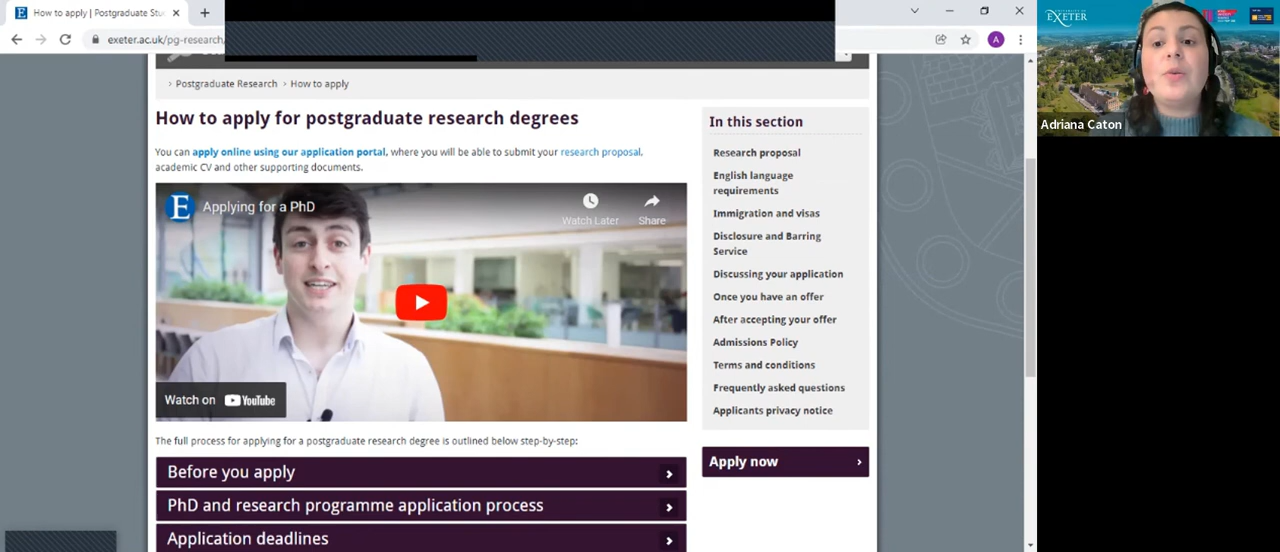 How to apply | Postgraduate Stu
exeter.ac.uk/pg-research
A
UNIVERSITY OF
EXETER
Adriana Caton
Postgraduate Research
How to apply
How to apply for postgraduate research degrees
You can apply online using our application portal, where you will be able to submit your research proposal,
academic CV and other supporting documents.
E
Applying for a PhD
Watch Later
Share
Watch on YouTube
The full process for applying for a postgraduate research degree is outlined below step-by-step:
Before you apply
PhD and research programme application process
Application deadlines
In this section
Research proposal
English language
requirements
Immigration and visas
Disclosure and Barring
Service
Discussing your application
Once you have an offer
After accepting your offer
Admissions Policy
Terms and conditions
Frequently asked questions
Applicants privacy notice
Apply now